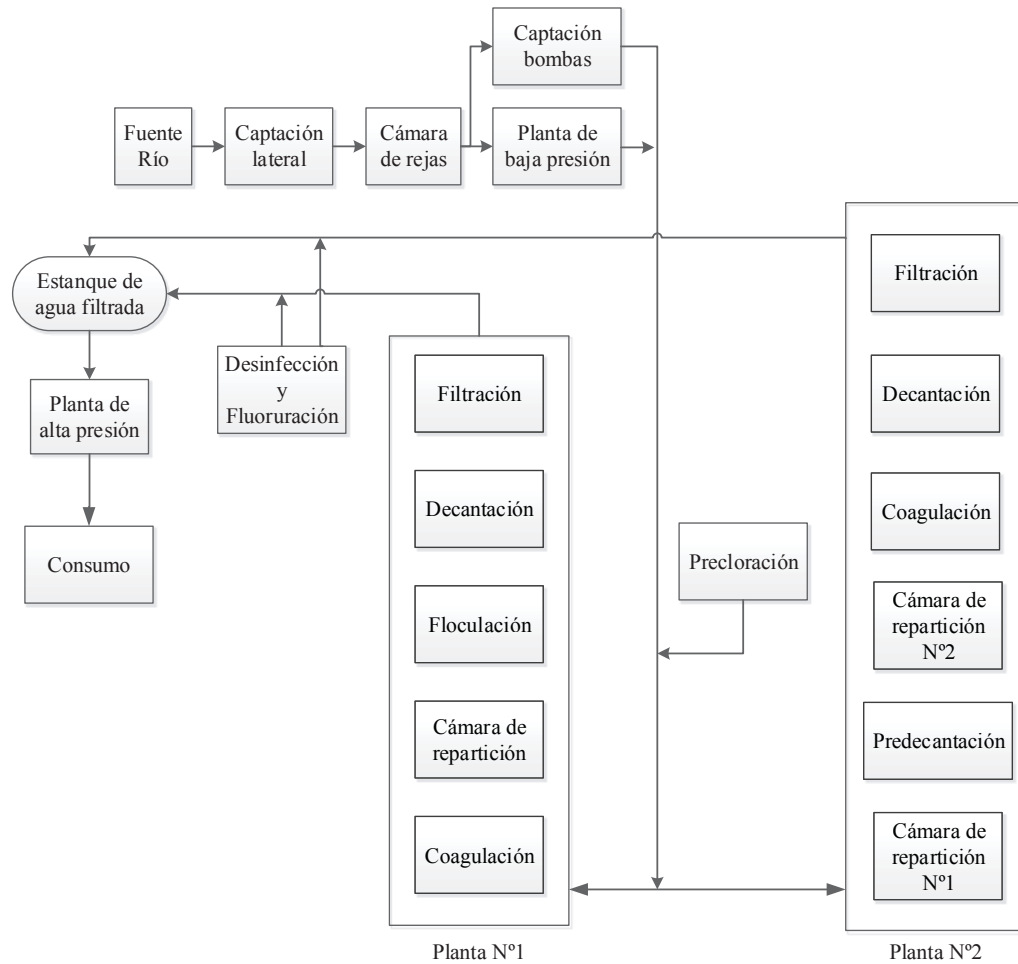 Captación
bombas
Fuente
Río
Captación
lateral
Cámara
de rejas
Planta de
baja presión
Estanque de
agua filtrada
Desinfección
y
Fluoruración
Planta de
alta presión
Consumo
Filtración
Decantación
Floculación
Cámara de
repartición
Coagulación
Planta Nº1
Precloración
Filtración
Decantación
Coagulación
Cámara de
repartición
Nº2
Predecantación
Cámara de
repartición
Nº1
Planta Nº2